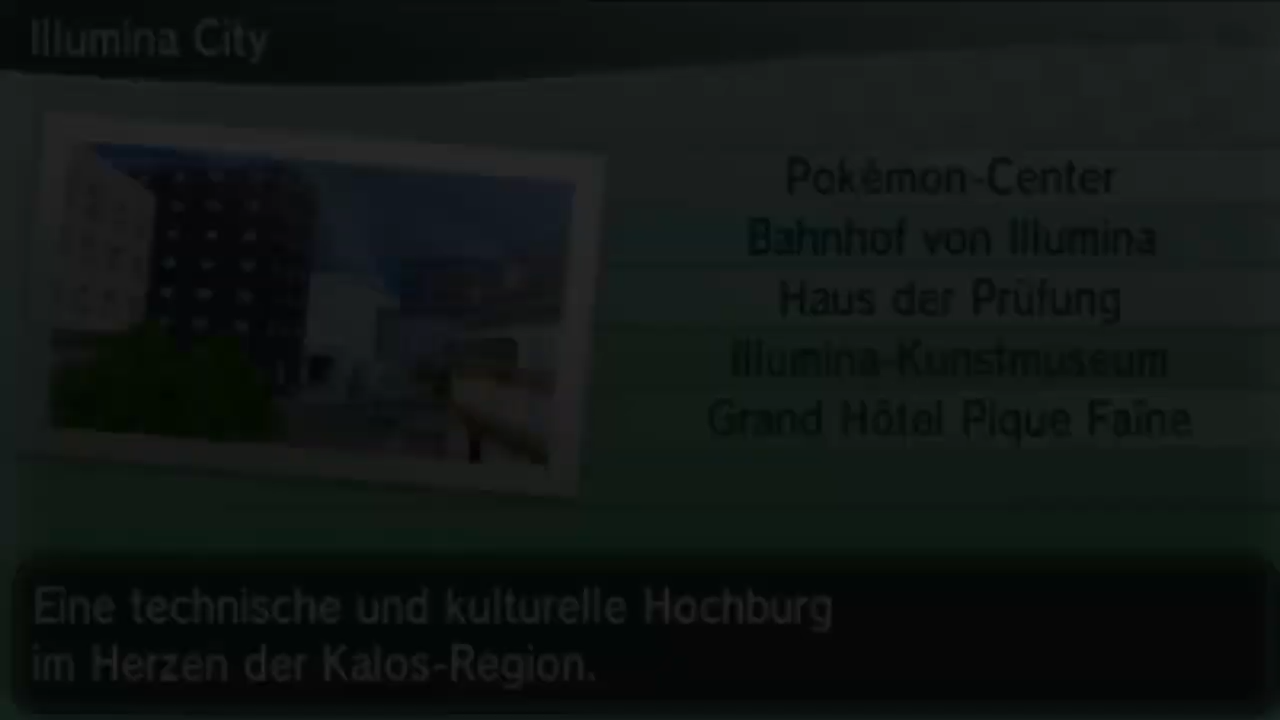 Illumina City
Pokémon-Center
Bahnhof von Illumina
Haus der Prüfung
Illumina-Kunstmuseum
Grand Hôtel Pique Faïne
Eine technische und kulturelle Hochburg
im Herzen der Kalos-Region.